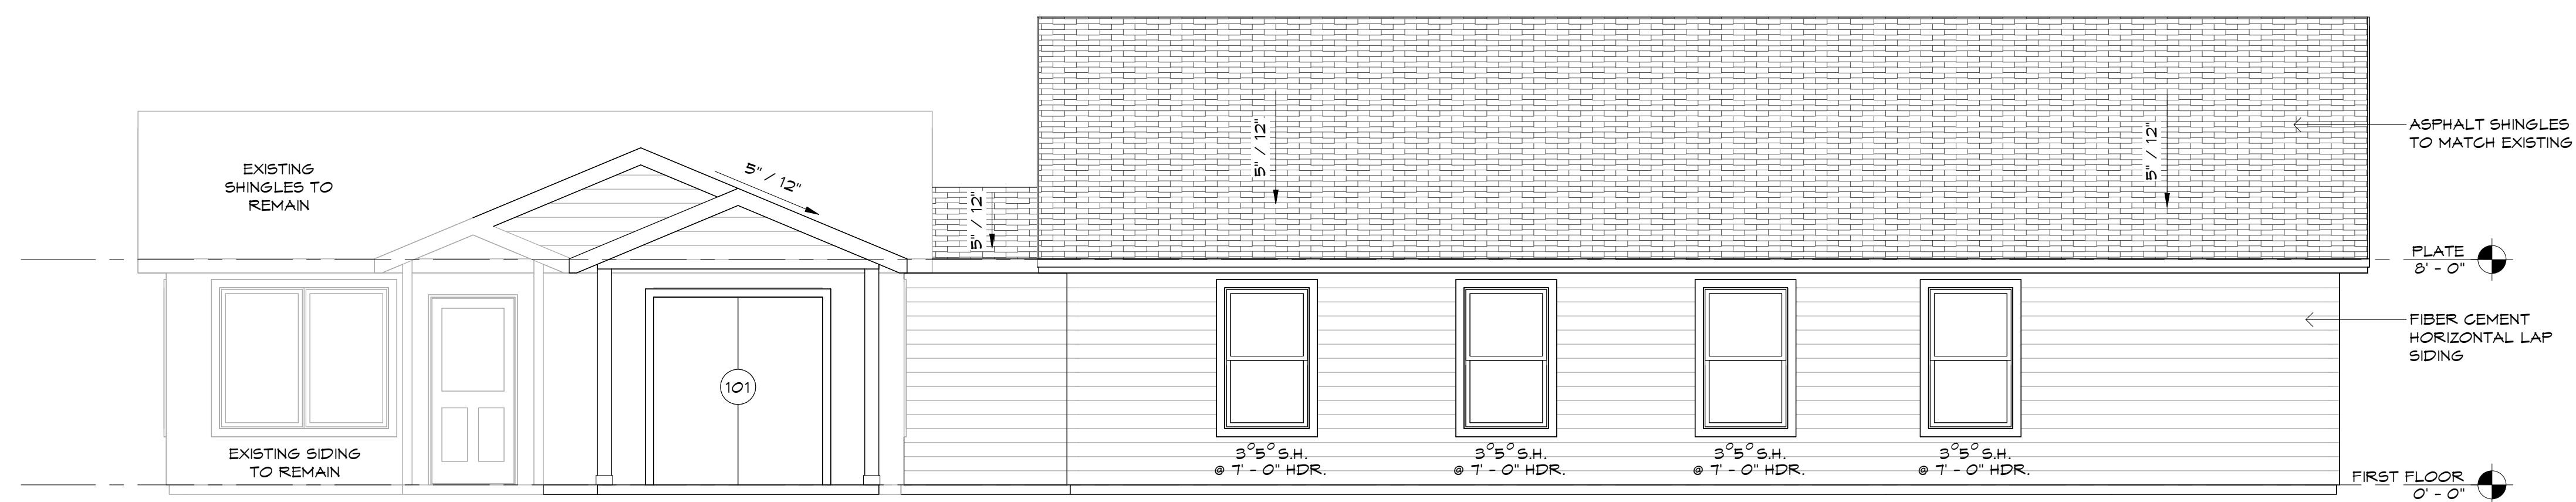 EXISTING
SHINGLES TO
REMAIN
5" / 12"
5" / 12"
5" / 12"
5" / 12"
ASPHALT SHINGLES
TO MATCH EXISTING
PLATE
8' - 0"
FIBER CEMENT
HORIZONTAL LAP
SIDING
101
EXISTING SIDING
TO REMAIN
3⁰5⁰ S.H.
@ 7' - 0" HDR.
3⁰5⁰ S.H.
@ 7' - 0" HDR.
3⁰5⁰ S.H.
@ 7' - 0" HDR.
3⁰5⁰ S.H.
@ 7' - 0" HDR.
FIRST FLOOR
0' - 0"